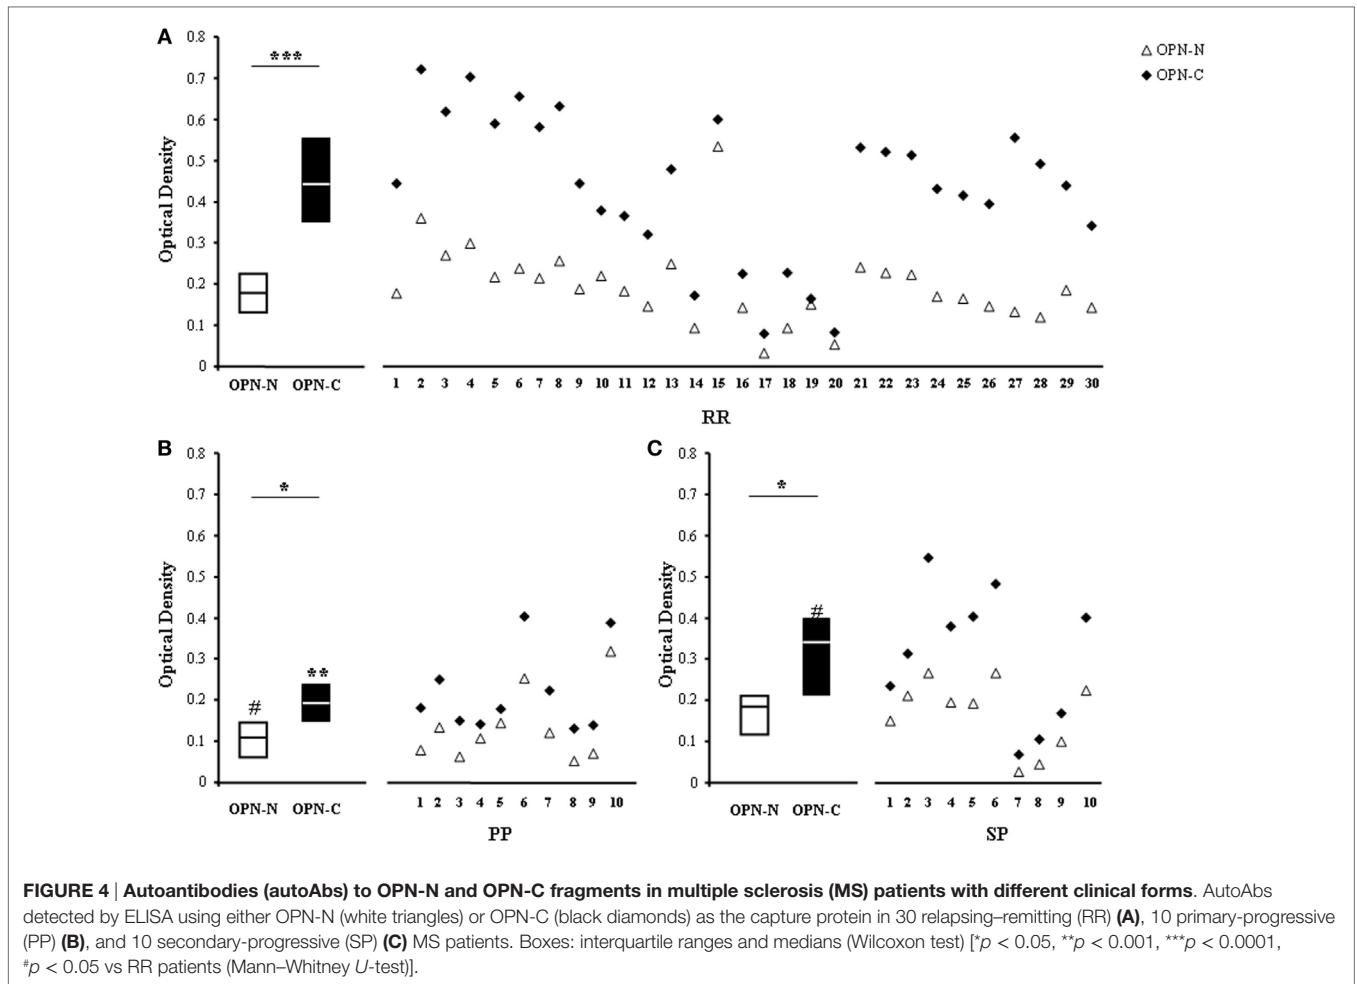 A
0.8
0.7
0.6
0.5
0.4
0.3
0.2
0.1
0
Optical Density
***
OPN-N OPN-C
△ OPN-N
◆ OPN-C
1 2 3 4 5 6 7 8 9 10 11 12 13 14 15 16 17 18 19 20 21 22 23 24 25 26 27 28 29 30
RR
B
0.8
0.7
0.6
0.5
0.4
0.3
0.2
0.1
0
Optical Density
*
#
**
OPN-N OPN-C
1 2 3 4 5 6 7 8 9 10
PP
C
0.8
0.7
0.6
0.5
0.4
0.3
0.2
0.1
0
Optical Density
*
#
OPN-N OPN-C
1 2 3 4 5 6 7 8 9 10
SP
FIGURE 4 | Autoantibodies (autoAbs) to OPN-N and OPN-C fragments in multiple sclerosis (MS) patients with different clinical forms. AutoAbs
detected by ELISA using either OPN-N (white triangles) or OPN-C (black diamonds) as the capture protein in 30 relapsing–remitting (RR) (A), 10 primary-progressive
(PP) (B), and 10 secondary-progressive (SP) (C) MS patients. Boxes: interquartile ranges and medians (Wilcoxon test) [*p < 0.05, **p < 0.001, ***p < 0.0001,
#p < 0.05 vs RR patients (Mann–Whitney U-test)].